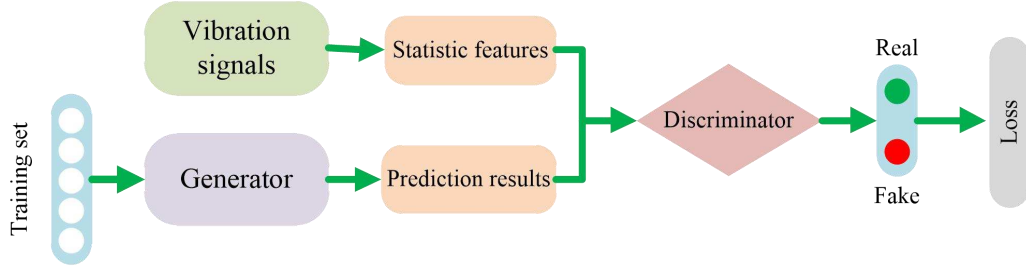 Vibration
signals
Statistic features
Training set
Generator
Prediction results
Discriminator
Real
Fake
Loss